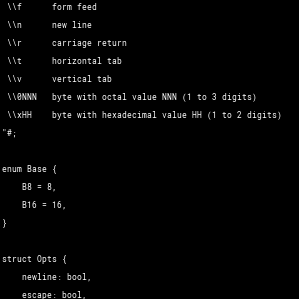 \\f      form feed
\\n      new line
\\r      carriage return
\\t      horizontal tab
\\v      vertical tab
\\0NNN   byte with octal value NNN (1 to 3 digits)
\\xHH    byte with hexadecimal value HH (1 to 2 digits)
"#;
enum Base {
    B8 = 8,
    B16 = 16,
}
struct Opts {
    newline: bool,
    escape: bool,